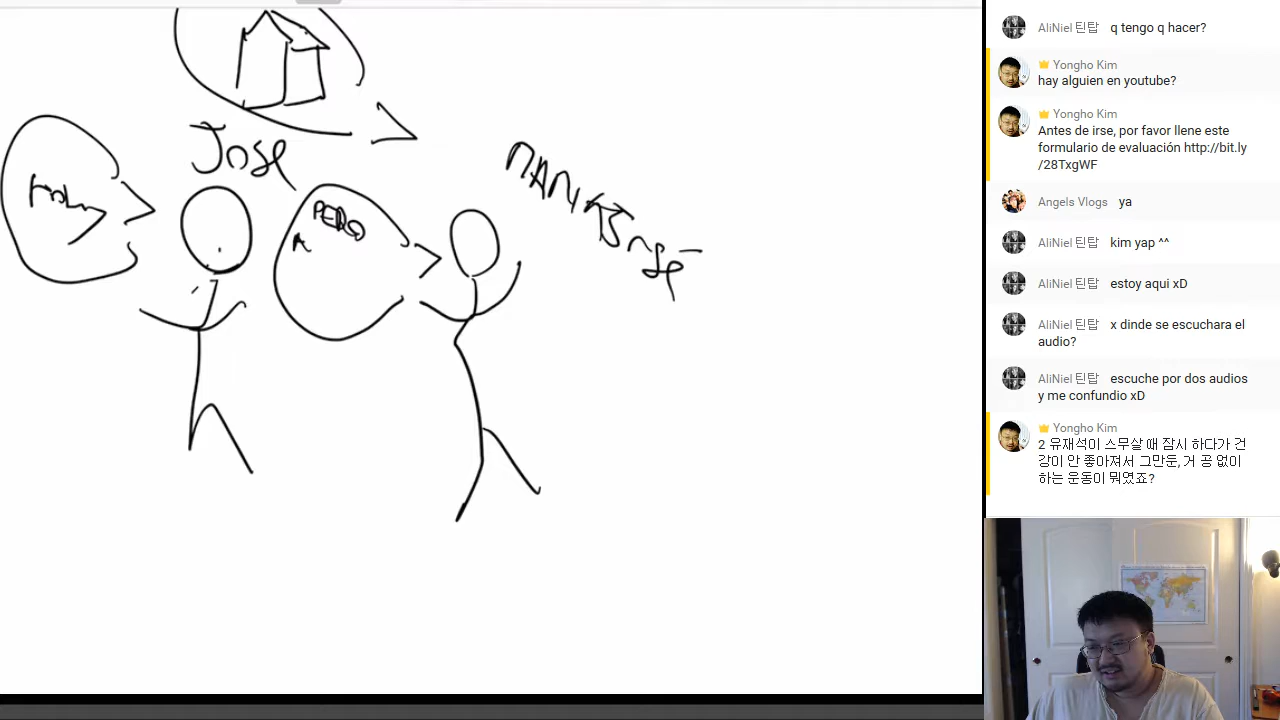 Jose
PERO
A
AliNiel 틴탑 q tengo q hacer?
Yongho Kim
hay alguien en youtube?
Yongho Kim
Antes de irse, por favor llene este
formulario de evaluación http://bit.ly
/28TxgWF
Angels Vlogs ya
AliNiel 틴탑 kim yap ^^
AliNiel 틴탑 estoy aqui xD
AliNiel 틴탑 x dinde se escuchara el
audio?
AliNiel 틴탑 escuche por dos audios
y me confundio xD
Yongho Kim
2 유재석이 스무살 때 잠시 하다가 건
강이 안 좋아져서 그만둔, 거 공 없이
하는 운동이 뭐였죠?